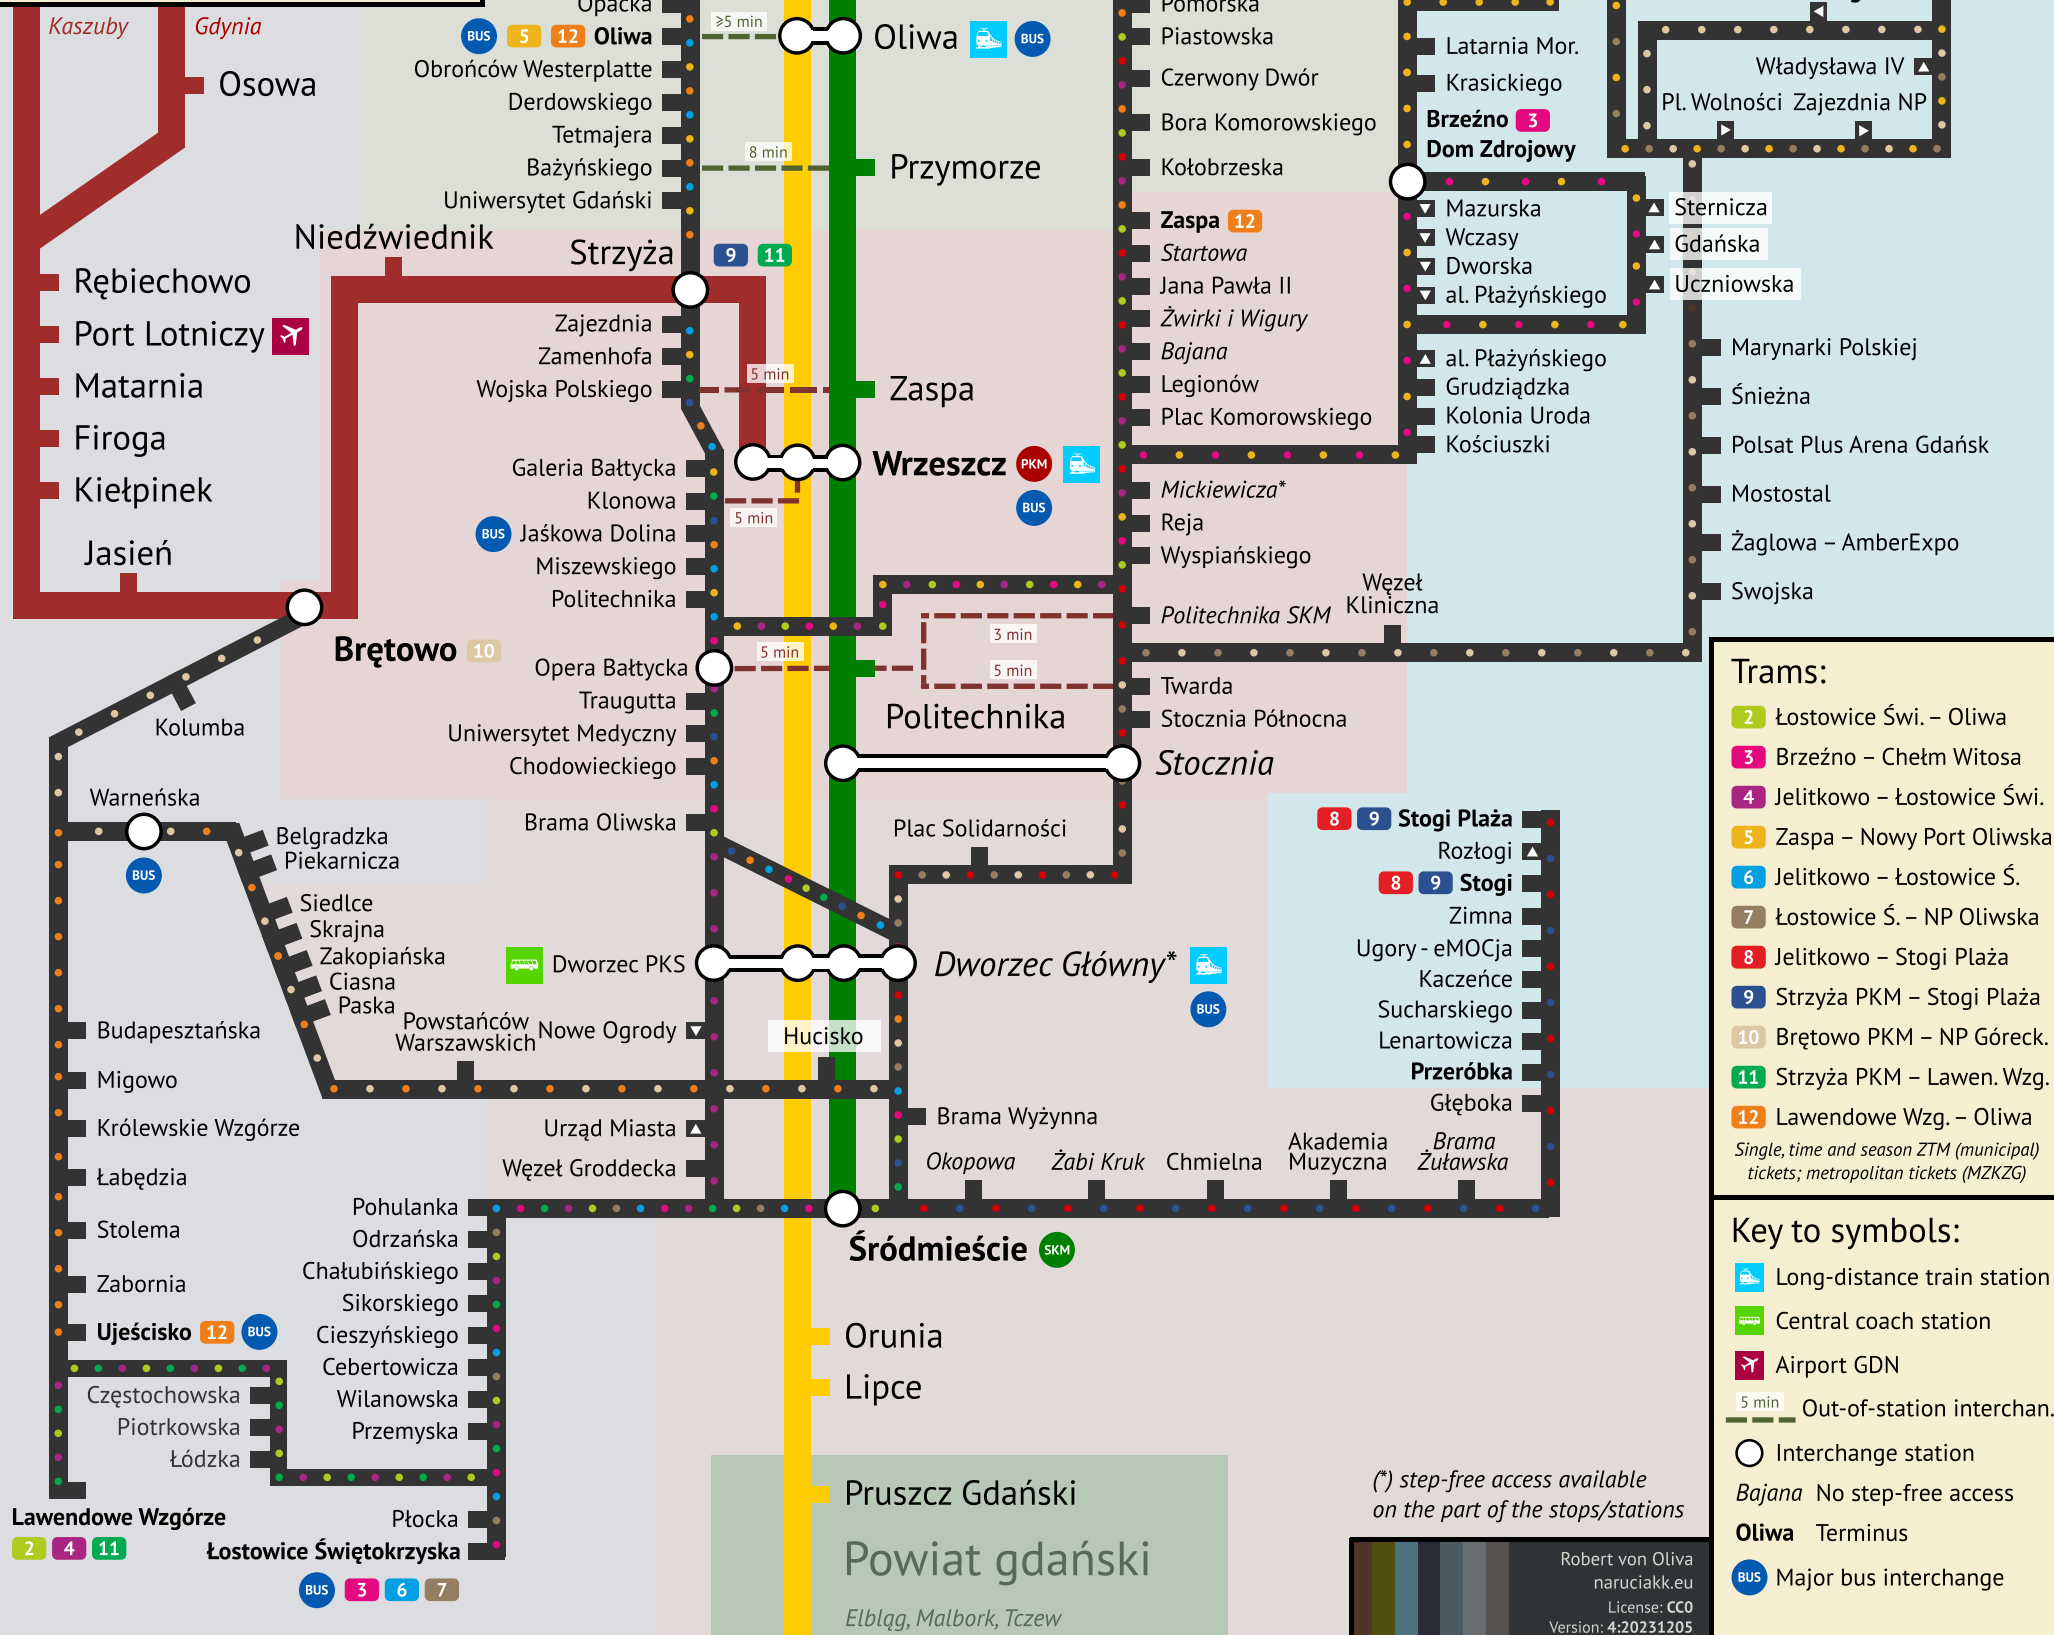 Kaszuby
Gdynia
Osowa
Rębiechowo
Port Lotniczy
Matarnia
Firoga
Kiełpinek
Jasień
Niedźwiednik
Brętowo 10
Kolumba
Warneńska
BUS
Belgradzka
Piekarnicza
Siedlce
Skrajna
Zakopiańska
Ciasna
Paska
Powstańców
Warszawskich
Budapesztańska
Migowo
Królewskie Wzgórze
Łabędzia
Stolema
Zabornia
Ujeścisko 12 BUS
Częstochowska
Piotrkowska
Łódzka
Lawendowe Wzgórze
2 4 11
Opacka
BUS 5 12 Oliwa
Obrońców Westerplatte
Derdowskiego
Tetmajera
Bażyńskiego
Uniwersytet Gdański
Strzyża 9 11
Zajezdnia
Zamenhofa
Wojska Polskiego
Galeria Bałtycka
Klonowa
BUS Jaśkowa Dolina
Miszewskiego
Politechnika
Opera Bałtycka
Traugutta
Uniwersytet Medyczny
Chodowieckiego
Brama Oliwska
Dworzec PKS
Nowe Ogrody
Hucisko
Urząd Miasta
Węzeł Groddecka
Pohulanka
Odrzańska
Chałubińskiego
Sikorskiego
Cieszyńskiego
Cebertowicza
Wilanowska
Przemyska
Płocka
Łostowice Świętokrzyska
BUS 3 6 7
≥5 min
8 min
5 min
5 min
5 min
3 min
5 min
Oliwa BUS
Przymorze
Zaspa
Wrzeszcz PKM
BUS
Politechnika
Stocznia
Plac Solidarności
Dworzec Główny*
BUS
Brama Wyżynna
Okopowa
Żabi Kruk
Chmielna
Akademia
Muzyczna
Brama
Żuławska
Śródmieście SKM
Orunia
Lipce
Pruszcz Gdański
Powiat gdański
Elbląg, Malbork, Tczew
Pomorska
Piastowska
Czerwony Dwór
Bora Komorowskiego
Kołobrzeska
Zaspa 12
Startowa
Jana Pawła II
Żwirki i Wigury
Bajana
Legionów
Plac Komorowskiego
Mickiewicza*
Reja
Wyspiańskiego
Politechnika SKM
Twarda
Stocznia Północna
Węzeł
Kliniczna
Latarnia Mor.
Krasickiego
Brzeźno 3
Dom Zdrojowy
Mazurska
Wczasy
Dworska
al. Płażyńskiego
al. Płażyńskiego
Grudziądzka
Kolonia Uroda
Kościuszki
Władysława IV
Pl. Wolności Zajezdnia NP
Sternicza
Gdańska
Uczniowska
Marynarki Polskiej
Śnieżna
Polsat Plus Arena Gdańsk
Mostostal
Żaglowa – AmberExpo
Swojska
8 9 Stogi Plaża
Rozłogi
8 9 Stogi
Zimna
Ugory - eMOCja
Kaczeńce
Sucharskiego
Lenartowicza
Przeróbka
Głęboka
Trams:
2 Łostowice Świ. – Oliwa
3 Brzeźno – Chełm Witosa
4 Jelitkowo – Łostowice Świ.
5 Zaspa – Nowy Port Oliwska
6 Jelitkowo – Łostowice Ś.
7 Łostowice Ś. – NP Oliwska
8 Jelitkowo – Stogi Plaża
9 Strzyża PKM – Stogi Plaża
10 Brętowo PKM – NP Góreck.
11 Strzyża PKM – Lawen. Wzg.
12 Lawendowe Wzg. – Oliwa
Single, time and season ZTM (municipal)
tickets; metropolitan tickets (MZKZG)
Key to symbols:
Long-distance train station
Central coach station
Airport GDN
5 min Out-of-station interchan.
Interchange station
Bajana No step-free access
Oliwa Terminus
BUS Major bus interchange
(*) step-free access available
on the part of the stops/stations
Robert von Oliva
naruciakk.eu
License: CC0
Version: 4:20231205